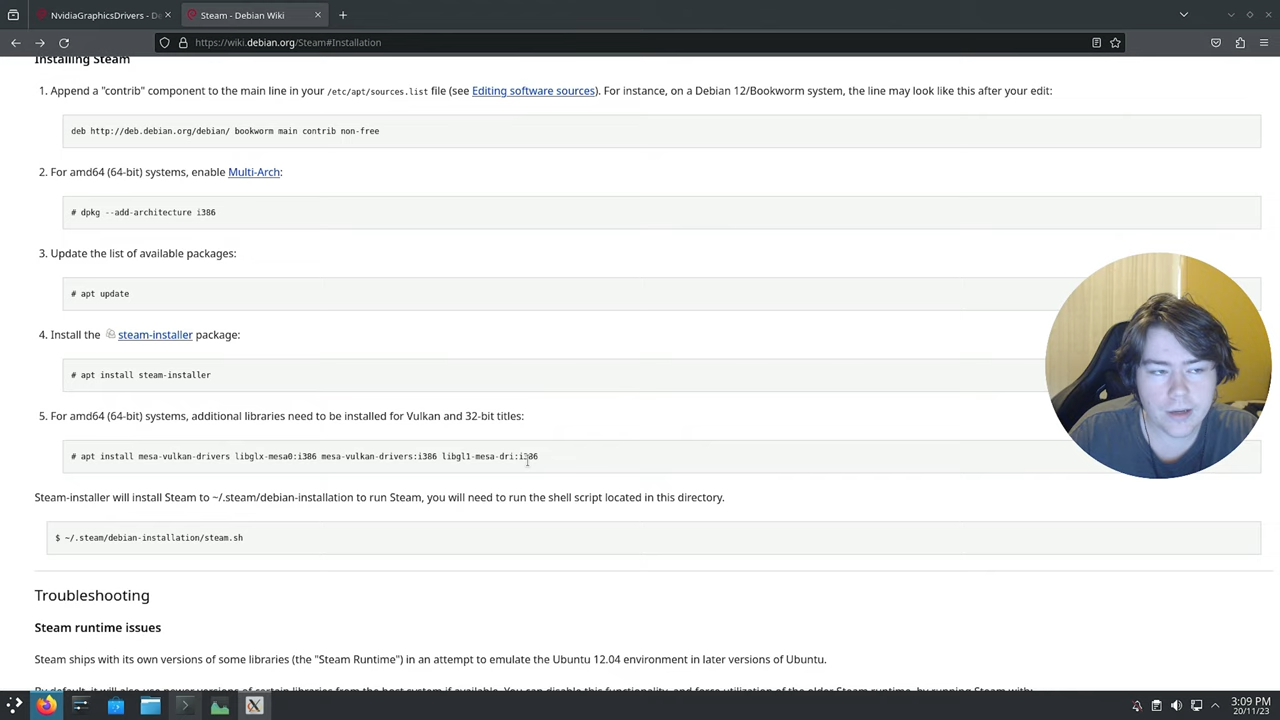 NvidiaGraphicsDrivers - De
Steam - Debian Wiki
https://wiki.debian.org/Steam#Installation
Installing Steam
1. Append a "contrib" component to the main line in your /etc/apt/sources.list file (see Editing software sources). For instance, on a Debian 12/Bookworm system, the line may look like this after your edit:
deb http://deb.debian.org/debian/ bookworm main contrib non-free
2. For amd64 (64-bit) systems, enable Multi-Arch:
# dpkg --add-architecture i386
3. Update the list of available packages:
# apt update
4. Install the steam-installer package:
# apt install steam-installer
5. For amd64 (64-bit) systems, additional libraries need to be installed for Vulkan and 32-bit titles:
# apt install mesa-vulkan-drivers libglx-mesa0:i386 mesa-vulkan-drivers:i386 libgl1-mesa-dri:i386
Steam-installer will install Steam to ~/.steam/debian-installation to run Steam, you will need to run the shell script located in this directory.
$ ~/.steam/debian-installation/steam.sh
Troubleshooting
Steam runtime issues
Steam ships with its own versions of some libraries (the "Steam Runtime") in an attempt to emulate the Ubuntu 12.04 environment in later versions of Ubuntu.
3:09 PM
20/11/23